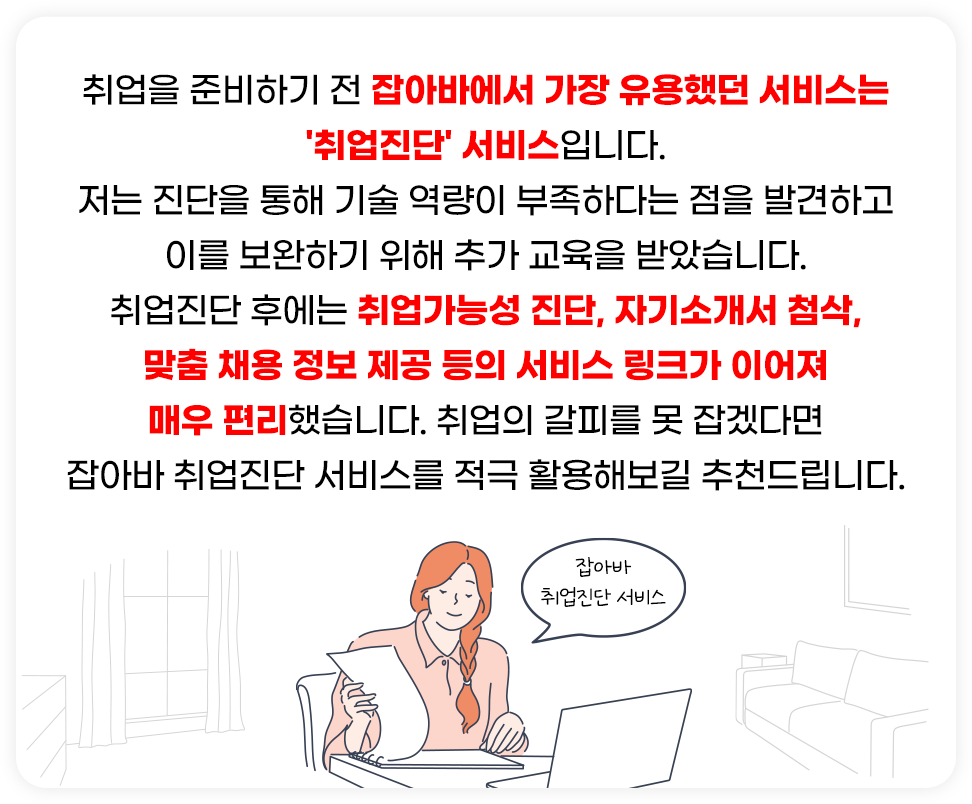 취업을 준비하기 전 잡아바에서 가장 유용했던 서비스는
'취업진단' 서비스입니다.
저는 진단을 통해 기술 역량이 부족하다는 점을 발견하고
이를 보완하기 위해 추가 교육을 받았습니다.
취업진단 후에는 취업가능성 진단, 자기소개서 첨삭,
맞춤 채용 정보 제공 등의 서비스 링크가 이어져
매우 편리했습니다. 취업의 갈피를 못 잡겠다면
잡아바 취업진단 서비스를 적극 활용해보길 추천드립니다.
잡아바
취업진단 서비스